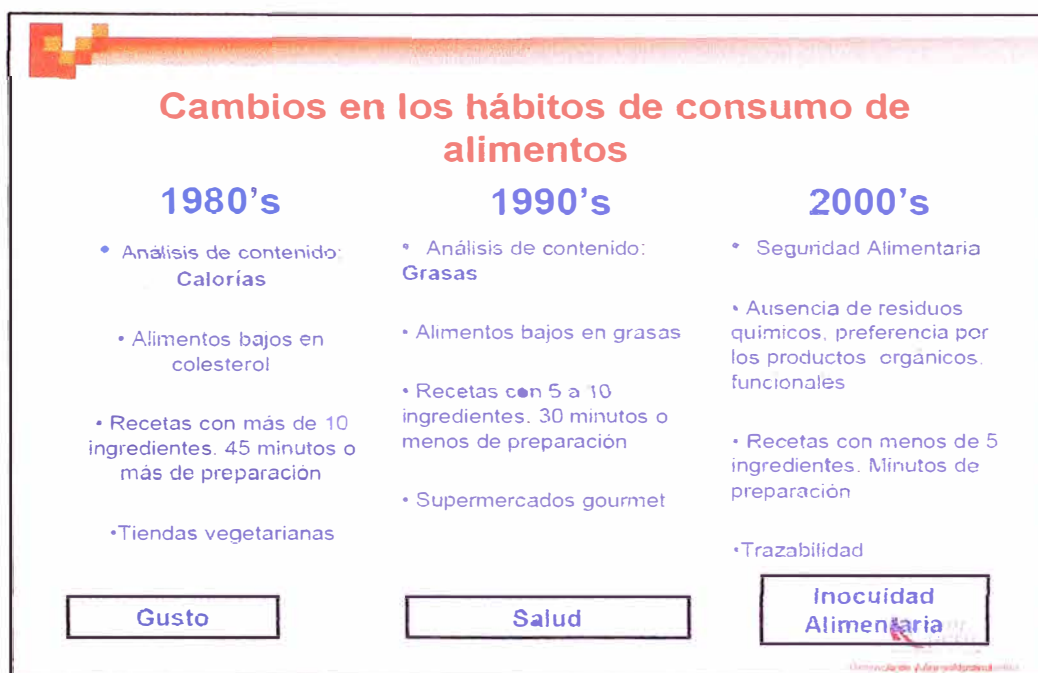 Cambios en los hábitos de consumo de
alimentos
1980's
• Análisis de contenido:
Calorías
• Alimentos bajos en
colesterol
• Recetas con más de 10
ingredientes. 45 minutos o
más de preparación
•Tiendas vegetarianas
Gusto
1990's
• Análisis de contenido:
Grasas
• Alimentos bajos en grasas
• Recetas con 5 a 10
ingredientes. 30 minutos o
menos de preparación
• Supermercados gourmet
Salud
2000's
• Seguridad Alimentaria
• Ausencia de residuos
químicos, preferencia por
los productos orgánicos.
funcionales
• Recetas con menos de 5
ingredientes. Minutos de
preparación
•Trazabilidad
Inocuidad
Alimentaria